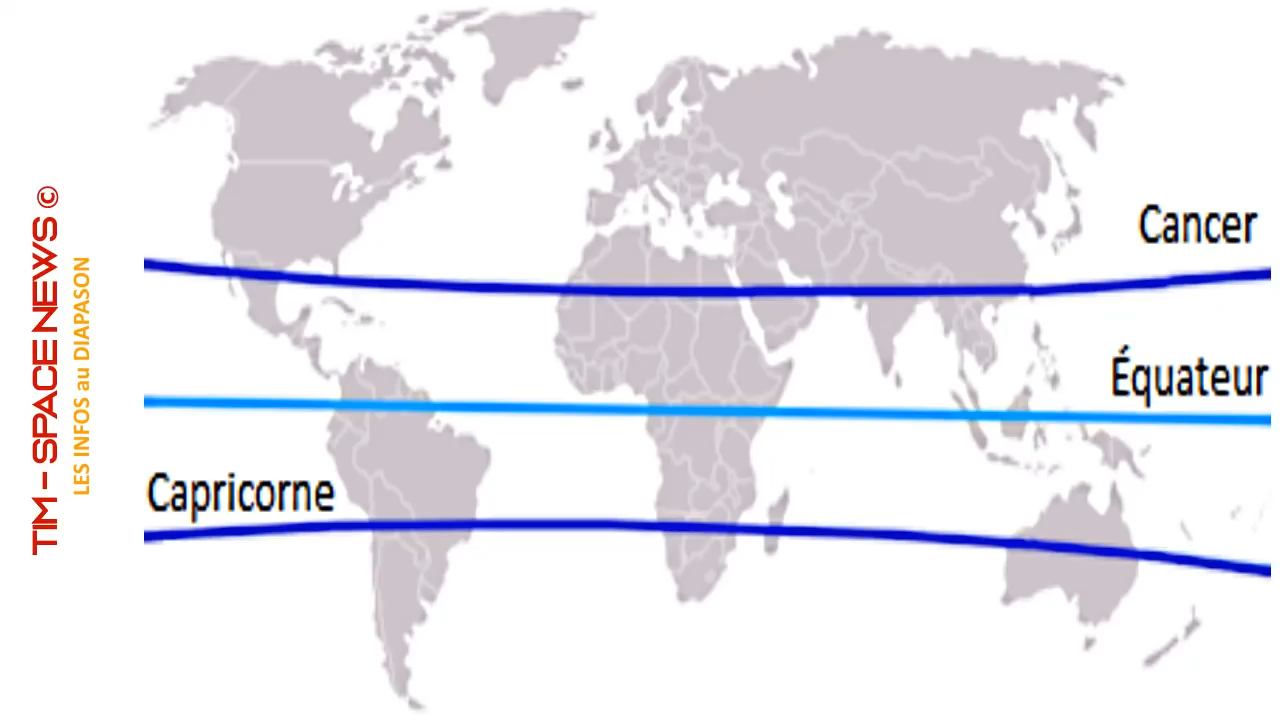 TIM – SPACE NEWS ©
LES INFOS au DIAPASON
Cancer
Équateur
Capricorne